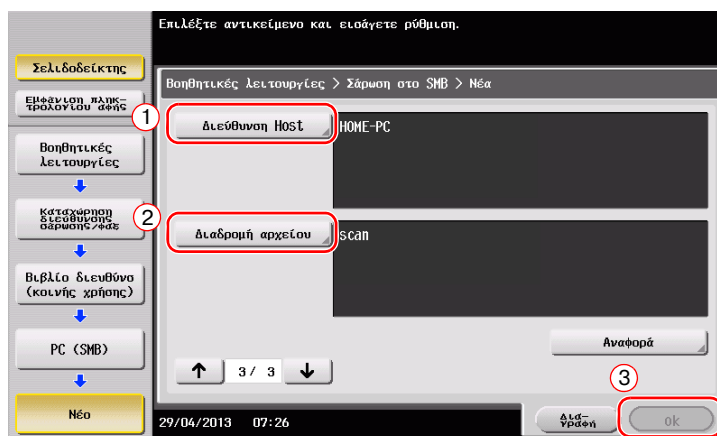 Επιλέξτε αντικείμενο και εισάγετε ρύθμιση.
Σελιδοδείκτης
Εμφάνιση πληκ-
τρολογίου αφής
Βοηθητικές λειτουργίες > Σάρωση στο SMB > Νέα
1
Διεύθυνση Host
HOME-PC
Βοηθητικές
λειτουργίες
Καταχώρηση
διεύθυνσης
σάρωσης/φαξ
2
Διαδρομή αρχείου
scan
Βιβλίο διευθύνσ
(κοινής χρήσης)
PC (SMB)
Αναφορά
↑ 3/ 3 ↓
3
Νέο
29/04/2013 07:26
Δια-
γραφή
ok